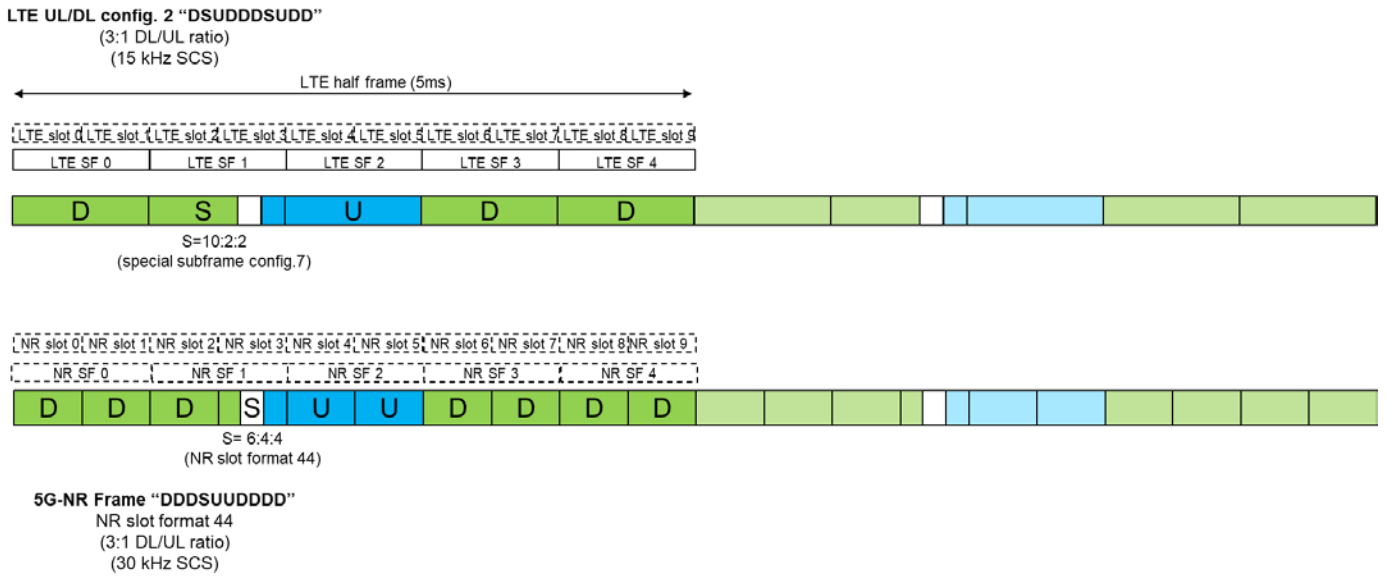 LTE UL/DL config. 2 “DSUDDDSUDD”
(3:1 DL/UL ratio)
(15 kHz SCS)
LTE half frame (5ms)
LTE slot 0 LTE slot 1 LTE slot 2 LTE slot 3 LTE slot 4 LTE slot 5 LTE slot 6 LTE slot 7 LTE slot 8 LTE slot 9
LTE SF 0 LTE SF 1 LTE SF 2 LTE SF 3 LTE SF 4
D S U D D
S=10:2:2
(special subframe config.7)
NR slot 0 NR slot 1 NR slot 2 NR slot 3 NR slot 4 NR slot 5 NR slot 6 NR slot 7 NR slot 8 NR slot 9
NR SF 0 NR SF 1 NR SF 2 NR SF 3 NR SF 4
D D D S U U D D D D
S= 6:4:4
(NR slot format 44)
5G-NR Frame “DDDSUUDDDD”
NR slot format 44
(3:1 DL/UL ratio)
(30 kHz SCS)